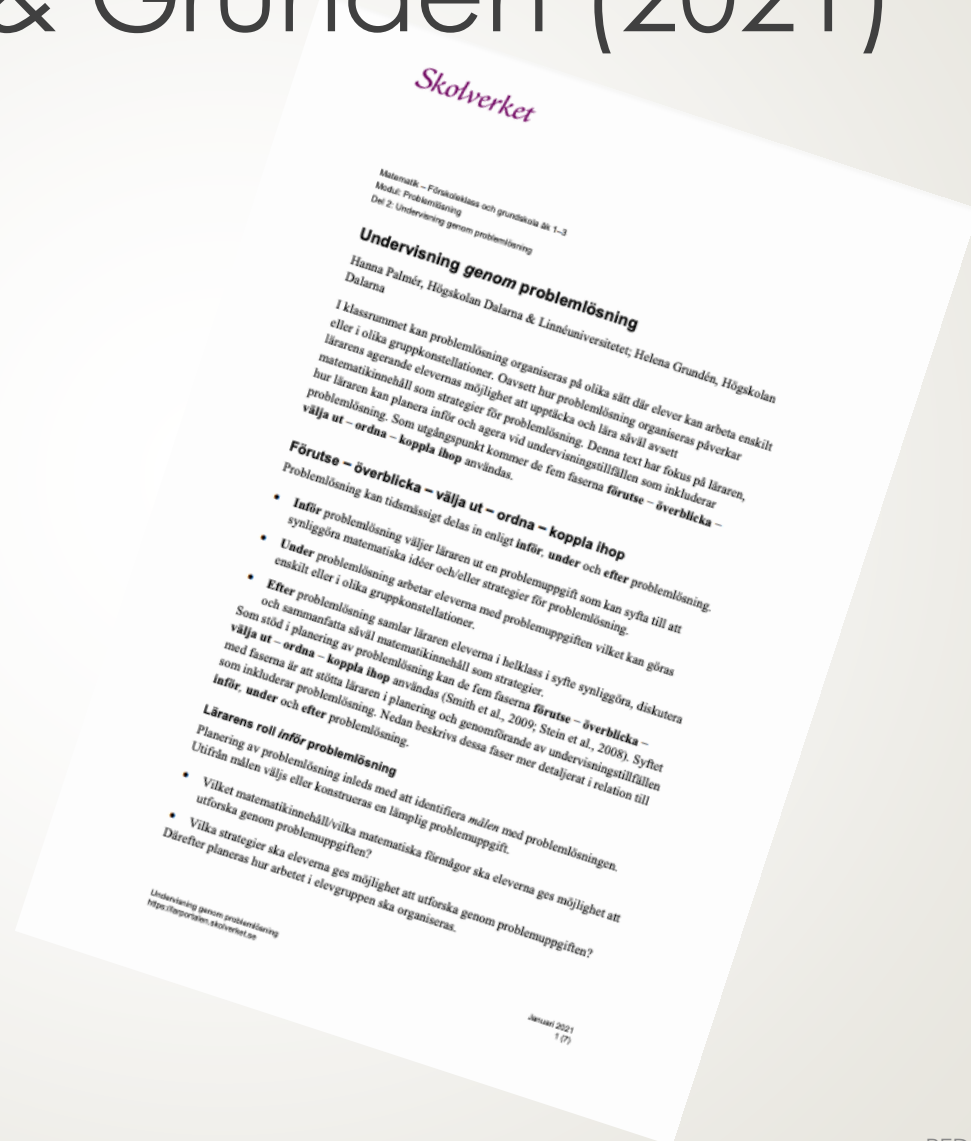 & Grundén (2021)
Skolverket
Matematik – Förskoleklass och grundskola åk 1–3
Modul: Problemlösning
Del 2: Undervisning genom problemlösning
Undervisning genom problemlösning
Hanna Palmér, Högskolan Dalarna & Linnéuniversitetet; Helena Grundén, Högskolan
Dalarna
I klassrummet kan problemlösning organiseras på olika sätt där elever kan arbeta enskilt
eller i olika gruppkonstellationer. Oavsett hur problemlösning organiseras påverkar
lärarens agerande elevernas möjlighet att upptäcka och lära såväl avsett
matematikinnehåll som strategier för problemlösning. Denna text har fokus på läraren,
hur läraren kan planera inför och agera vid undervisningstillfällen som inkluderar
problemlösning. Som utgångspunkt kommer de fem faserna förutse – överblicka –
välja ut – ordna – koppla ihop användas.
Förutse – överblicka – välja ut – ordna – koppla ihop
Problemlösning kan tidsmässigt delas in enligt inför, under och efter problemlösning.
• Inför problemlösning väljer läraren ut en problemuppgift som kan syfta till att
synliggöra matematiska idéer och/eller strategier för problemlösning.
• Under problemlösning arbetar eleverna med problemuppgiften vilket kan göras
enskilt eller i olika gruppkonstellationer.
• Efter problemlösning samlar läraren eleverna i helklass i syfte synliggöra, diskutera
och sammanfatta såväl matematikinnehåll som strategier.
Som stöd i planering av problemlösning kan de fem faserna förutse – överblicka –
välja ut – ordna – koppla ihop användas (Smith et al., 2009; Stein et al., 2008). Syftet
med faserna är att stötta läraren i planering och genomförande av undervisningstillfällen
som inkluderar problemlösning. Nedan beskrivs dessa faser mer detaljerat i relation till
inför, under och efter problemlösning.
Lärarens roll inför problemlösning
Planering av problemlösning inleds med att identifiera målen med problemlösningen.
Utifrån målen väljs eller konstrueras en lämplig problemuppgift.
• Vilket matematikinnehåll/vilka matematiska förmågor ska eleverna ges möjlighet att
utforska genom problemuppgiften?
• Vilka strategier ska eleverna ges möjlighet att utforska genom problemuppgiften?
Därefter planeras hur arbetet i elevgruppen ska organiseras.
Undervisning genom problemlösning
https://larportalen.skolverket.se
Januari 2021
1 (7)